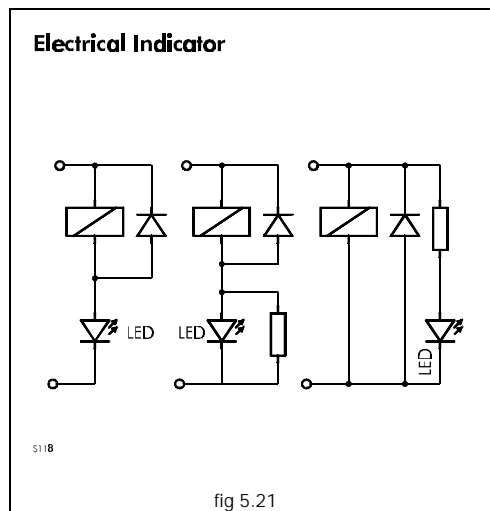 Electrical Indicator
LED
LED
LED
S118
fig 5.21